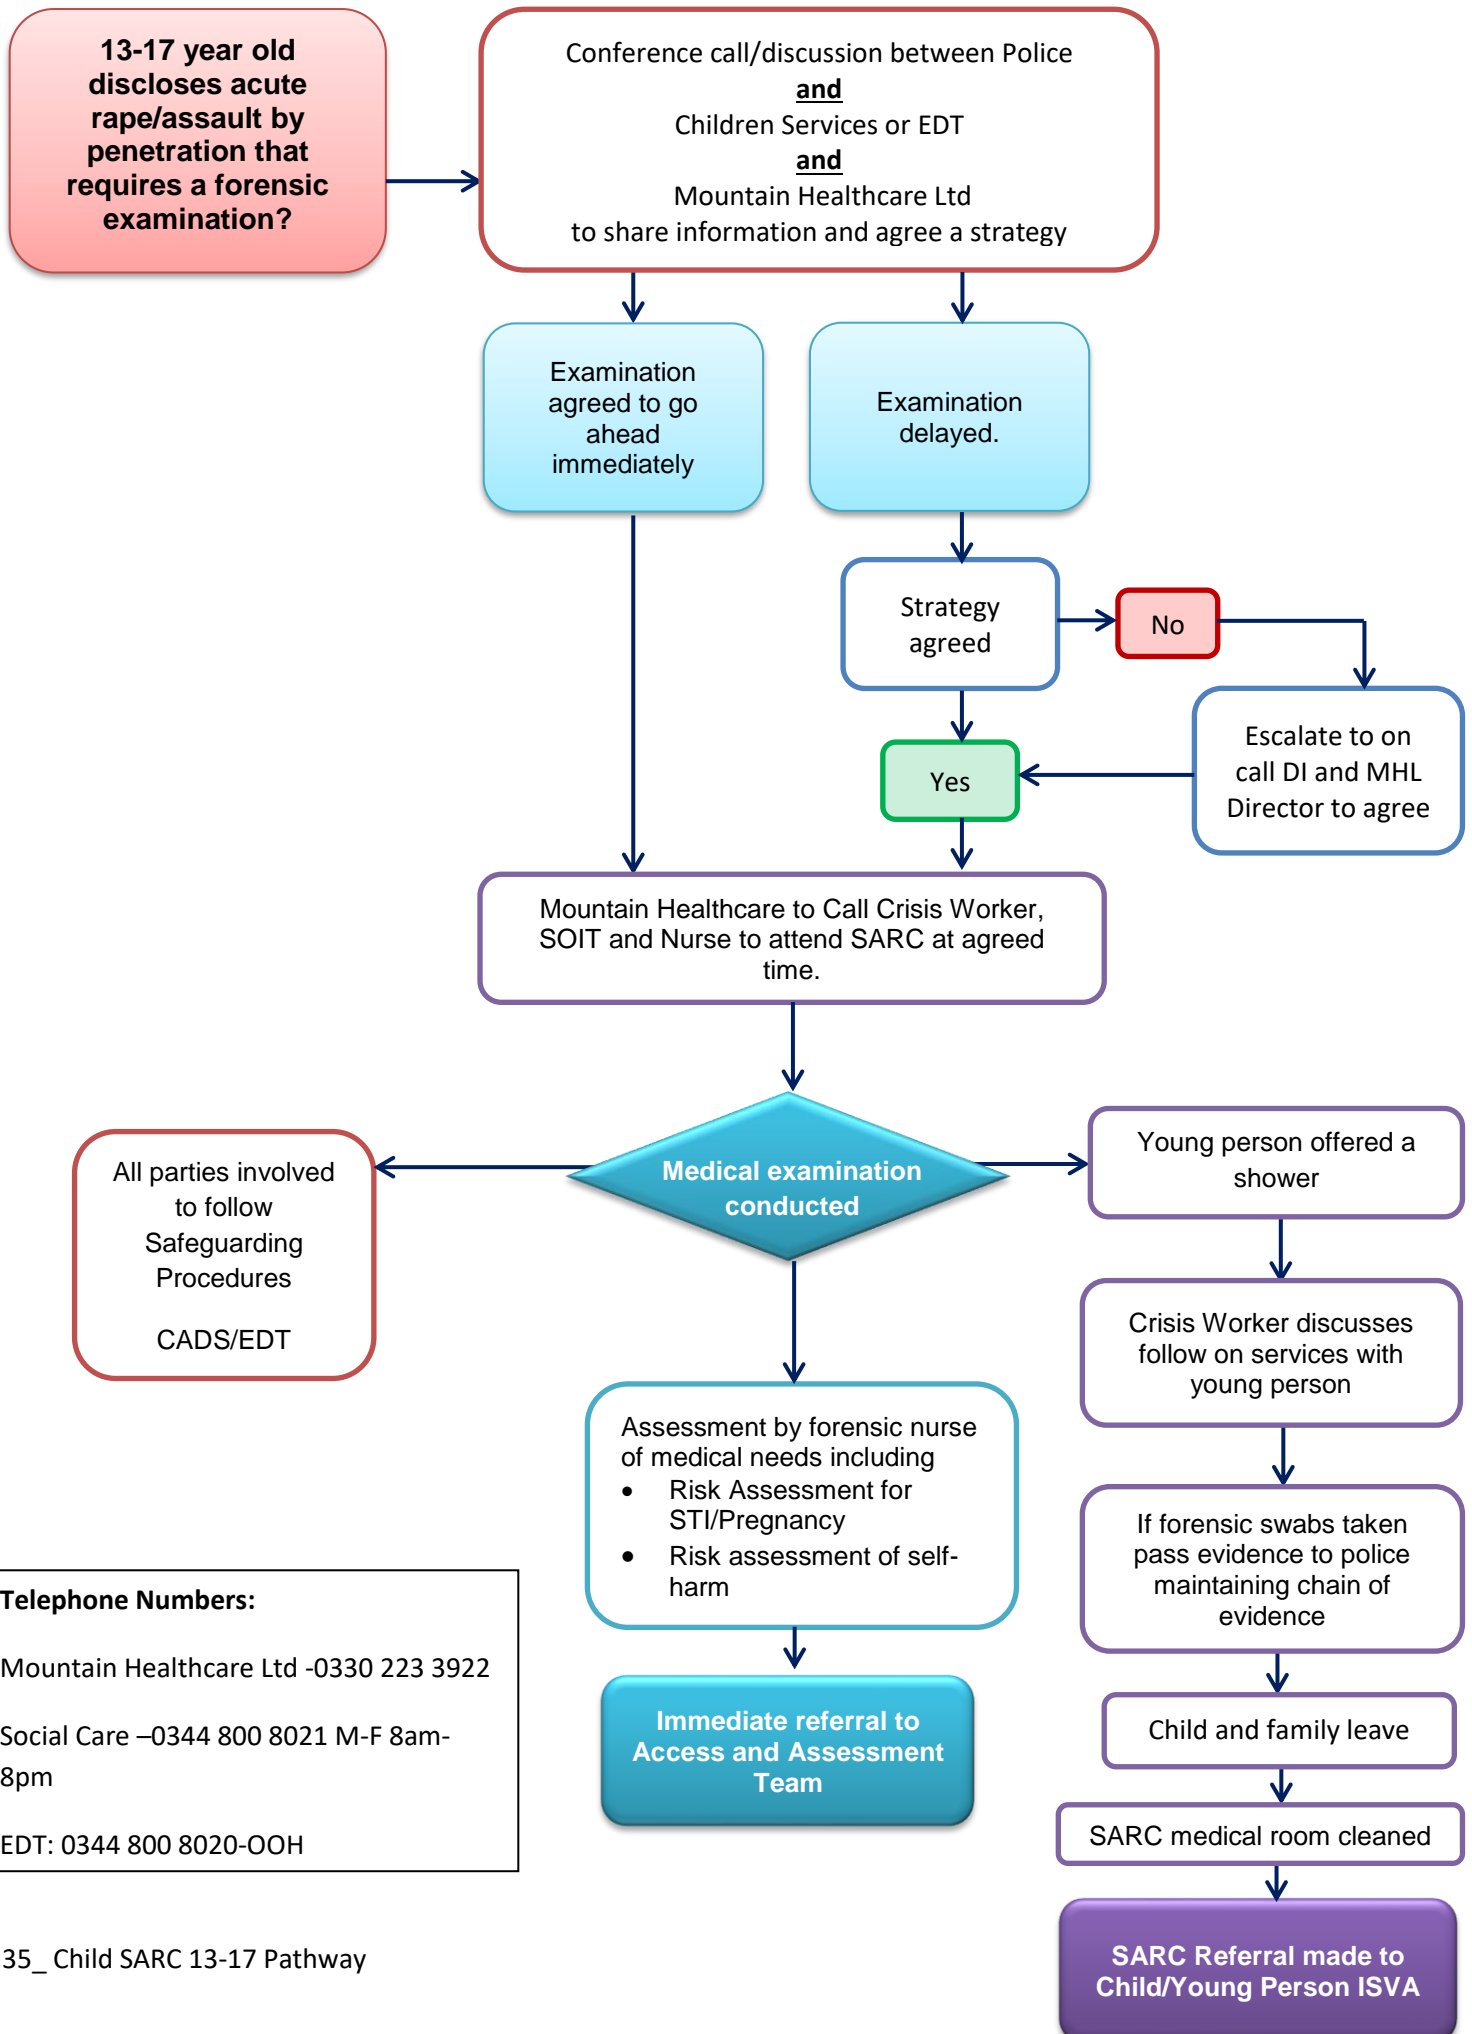 13-17 year old
discloses acute
rape/assault by
penetration that
requires a forensic
examination?
Conference call/discussion between Police
and
Children Services or EDT
and
Mountain Healthcare Ltd
to share information and agree a strategy
Examination
agreed to go
ahead
immediately
Examination
delayed.
Strategy
agreed
No
Escalate to on
call DI and MHL
Director to agree
Yes
Mountain Healthcare to Call Crisis Worker,
SOIT and Nurse to attend SARC at agreed
time.
Medical examination
conducted
All parties involved
to follow
Safeguarding
Procedures
CADS/EDT
Young person offered a
shower
Crisis Worker discusses
follow on services with
young person
Assessment by forensic nurse
of medical needs including
• Risk Assessment for
STI/Pregnancy
• Risk assessment of self-
harm
If forensic swabs taken
pass evidence to police
maintaining chain of
evidence
Immediate referral to
Access and Assessment
Team
Child and family leave
SARC medical room cleaned
SARC Referral made to
Child/Young Person ISVA
Telephone Numbers:
Mountain Healthcare Ltd -0330 223 3922
Social Care –0344 800 8021 M-F 8am-
8pm
EDT: 0344 800 8020-OOH
35_ Child SARC 13-17 Pathway